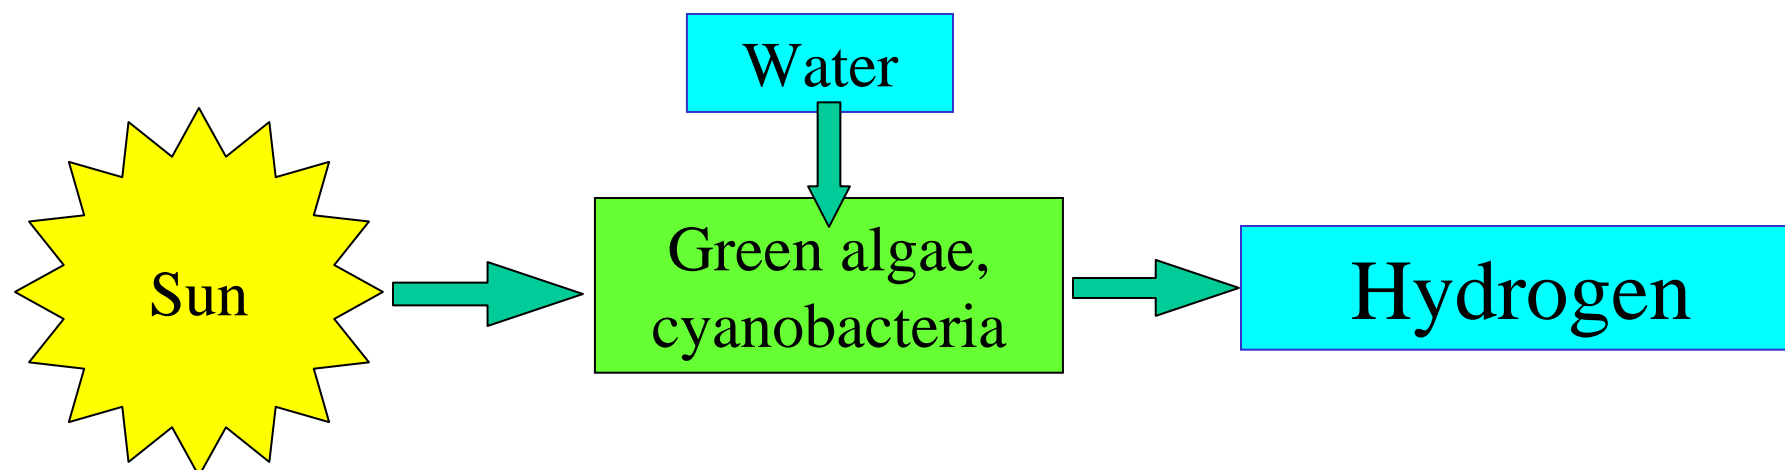 Water
Sun
Green algae,
cyanobacteria
Hydrogen